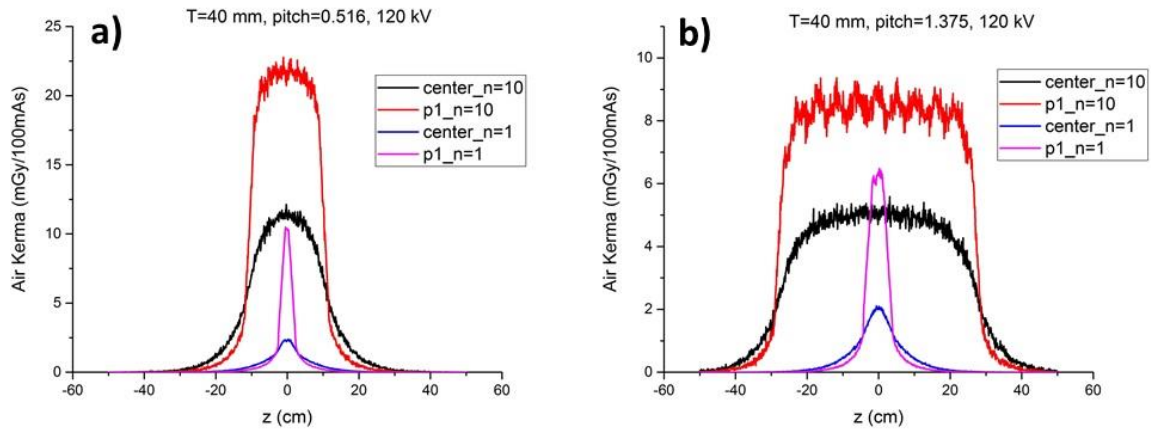 a)
T=40 mm, pitch=0.516, 120 kV
Air Kerma (mGy/100mAs)
25
20
15
10
5
0
center_n=10
p1_n=10
center_n=1
p1_n=1
-60 -40 -20 0 20 40 60
z (cm)
b)
T=40 mm, pitch=1.375, 120 kV
Air Kerma (mGy/100mAs)
10
8
6
4
2
0
center_n=10
p1_n=10
center_n=1
p1_n=1
-60 -40 -20 0 20 40 60
z (cm)